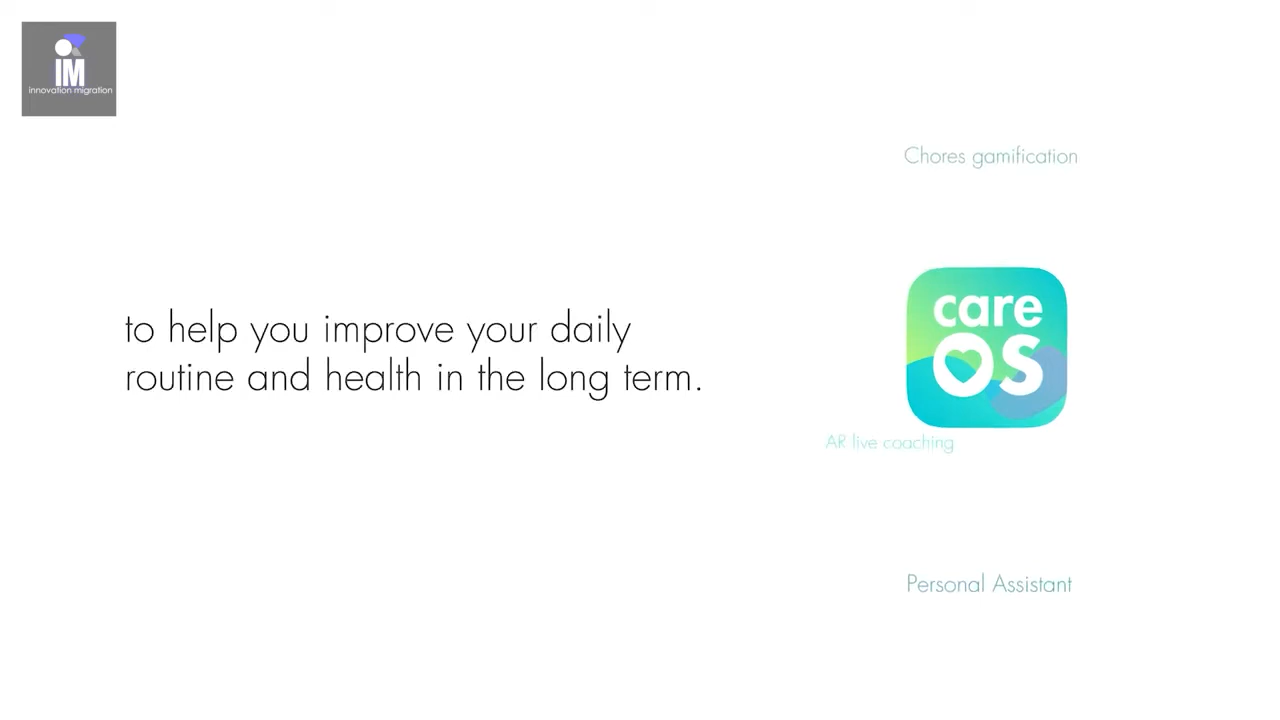 IM
innovation migration
Chores gamification
to help you improve your daily
routine and health in the long term.
care
OS
AR live coaching
Personal Assistant